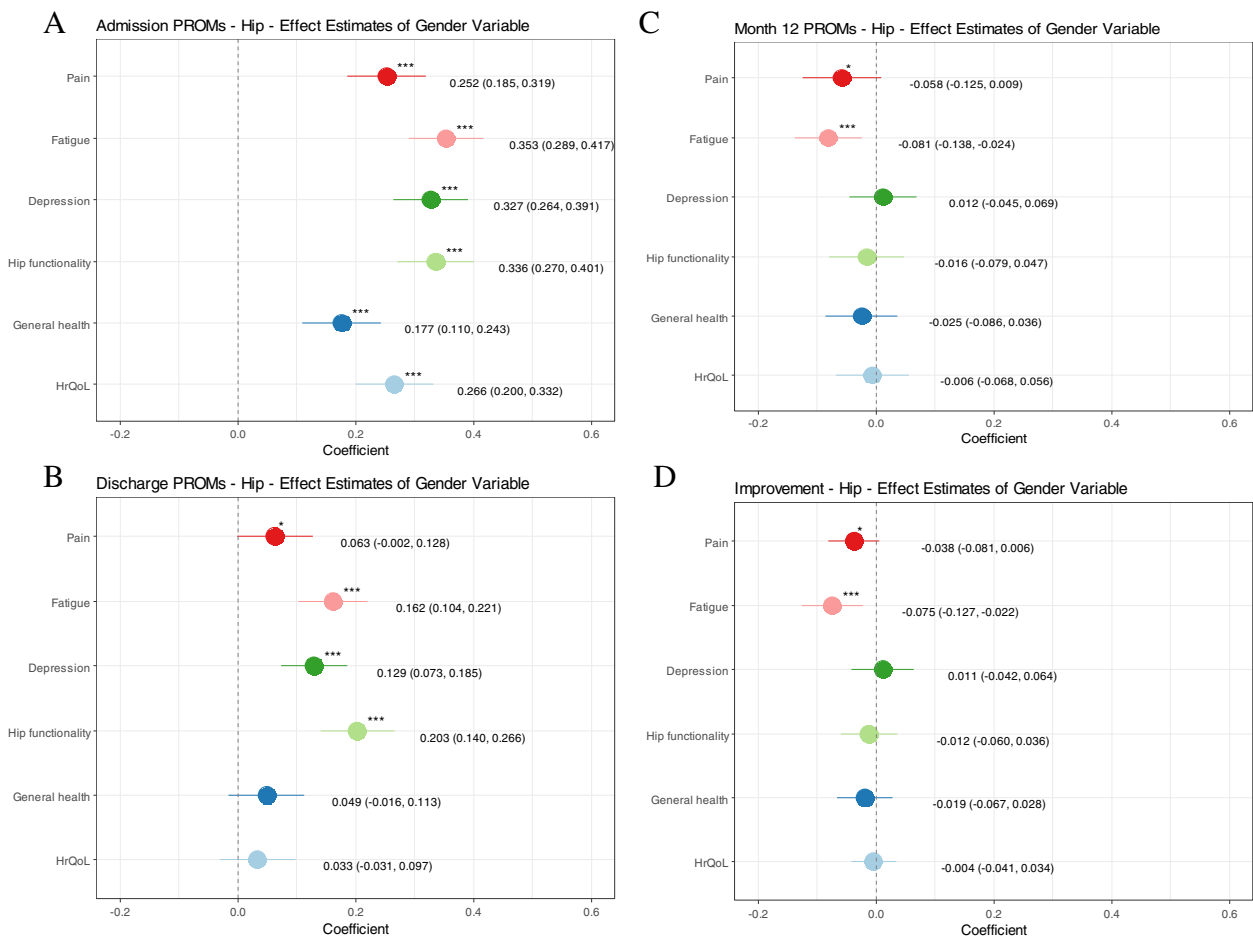 A
Admission PROMs - Hip - Effect Estimates of Gender Variable
Pain
***
0.252 (0.185, 0.319)
Fatigue
***
0.353 (0.289, 0.417)
Depression
***
0.327 (0.264, 0.391)
Hip functionality
***
0.336 (0.270, 0.401)
General health
***
0.177 (0.110, 0.243)
HrQoL
***
0.266 (0.200, 0.332)
-0.2 0.0 0.2 0.4 0.6
Coefficient
B
Discharge PROMs - Hip - Effect Estimates of Gender Variable
Pain
*
0.063 (-0.002, 0.128)
Fatigue
***
0.162 (0.104, 0.221)
Depression
***
0.129 (0.073, 0.185)
Hip functionality
***
0.203 (0.140, 0.266)
General health
0.049 (-0.016, 0.113)
HrQoL
0.033 (-0.031, 0.097)
-0.2 0.0 0.2 0.4 0.6
Coefficient
C
Month 12 PROMs - Hip - Effect Estimates of Gender Variable
Pain
*
-0.058 (-0.125, 0.009)
Fatigue
***
-0.081 (-0.138, -0.024)
Depression
0.012 (-0.045, 0.069)
Hip functionality
-0.016 (-0.079, 0.047)
General health
-0.025 (-0.086, 0.036)
HrQoL
-0.006 (-0.068, 0.056)
-0.2 0.0 0.2 0.4 0.6
Coefficient
D
Improvement - Hip - Effect Estimates of Gender Variable
Pain
*
-0.038 (-0.081, 0.006)
Fatigue
***
-0.075 (-0.127, -0.022)
Depression
0.011 (-0.042, 0.064)
Hip functionality
-0.012 (-0.060, 0.036)
General health
-0.019 (-0.067, 0.028)
HrQoL
-0.004 (-0.041, 0.034)
-0.2 0.0 0.2 0.4 0.6
Coefficient